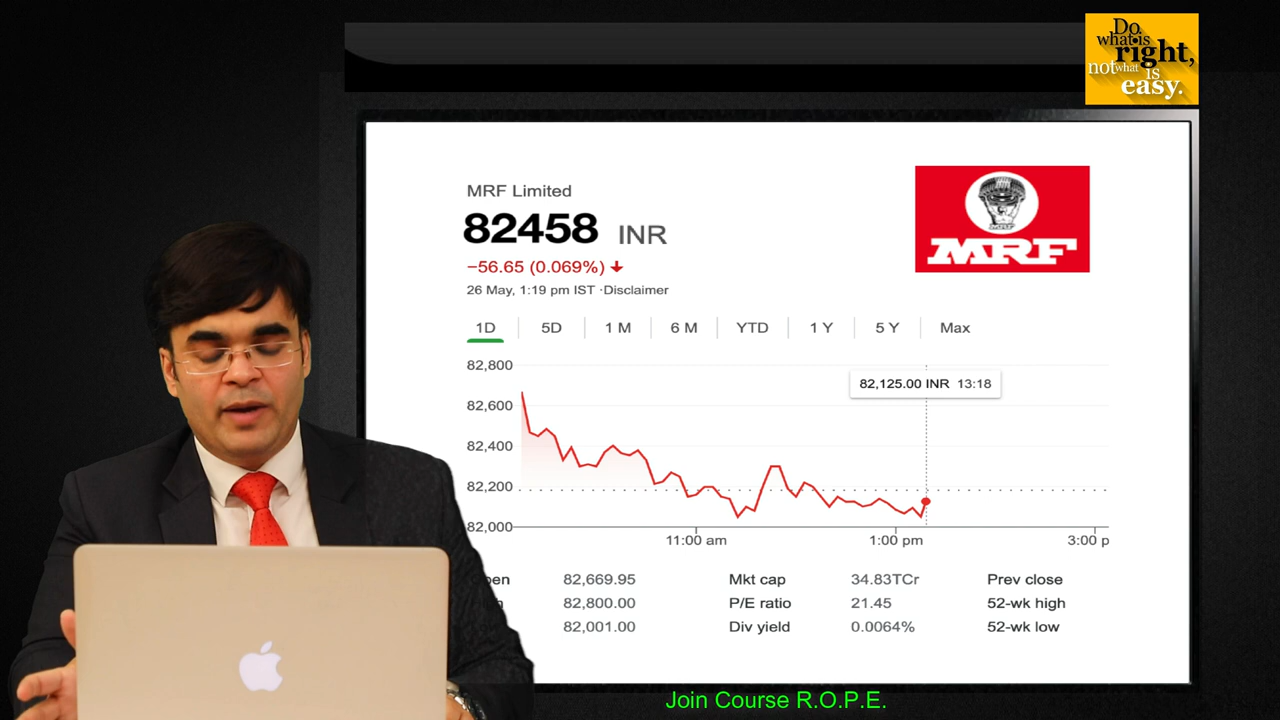 Do
what is
right,
not what is
easy.
MRF Limited
82458 INR
−56.65 (0.069%) ↓
26 May, 1:19 pm IST ·Disclaimer
1D 5D 1 M 6 M YTD 1 Y 5 Y Max
MRF
82,800
82,125.00 INR 13:18
82,600
82,400
82,200
82,000
11:00 am 1:00 pm 3:00 p
en 82,669.95 Mkt cap 34.83TCr Prev close
82,800.00 P/E ratio 21.45 52-wk high
82,001.00 Div yield 0.0064% 52-wk low
Join Course R.O.P.E.